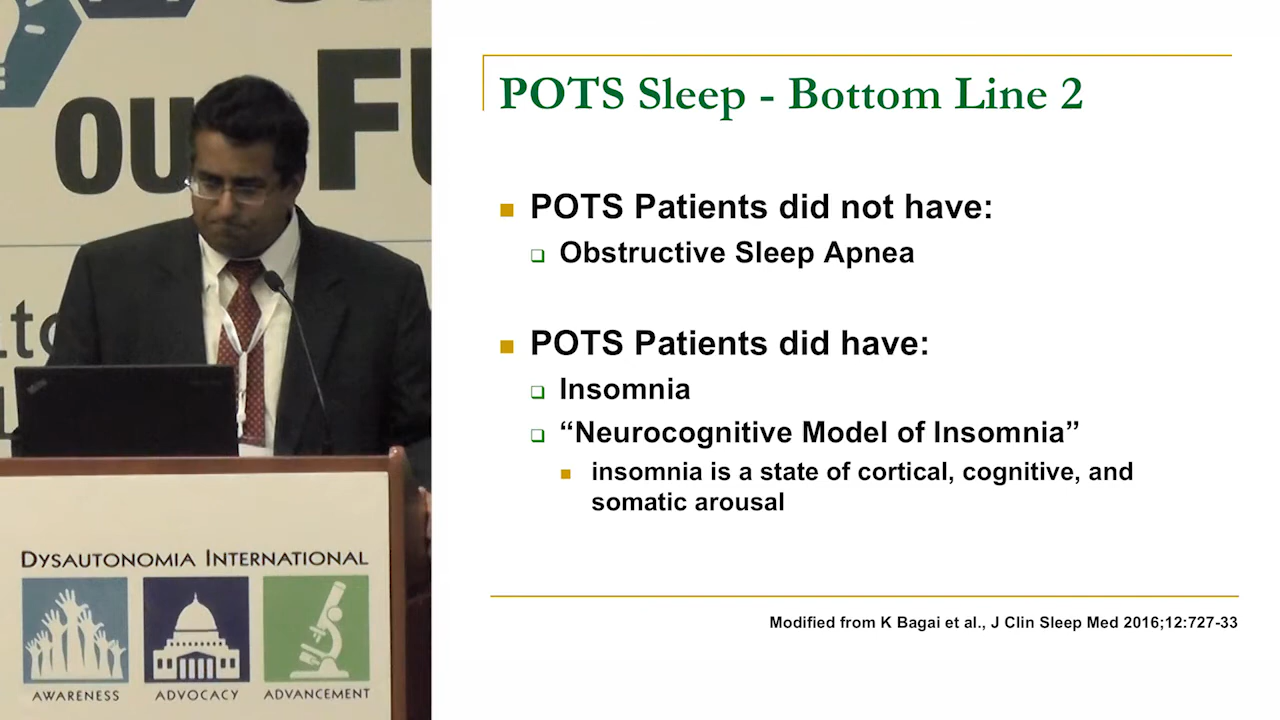 OU
FU
DYSAUTONOMIA INTERNATIONAL
AWARENESS
ADVOCACY
ADVANCEMENT
POTS Sleep - Bottom Line 2
POTS Patients did not have:
Obstructive Sleep Apnea
POTS Patients did have:
Insomnia
“Neurocognitive Model of Insomnia”
insomnia is a state of cortical, cognitive, and
somatic arousal
Modified from K Bagai et al., J Clin Sleep Med 2016;12:727-33